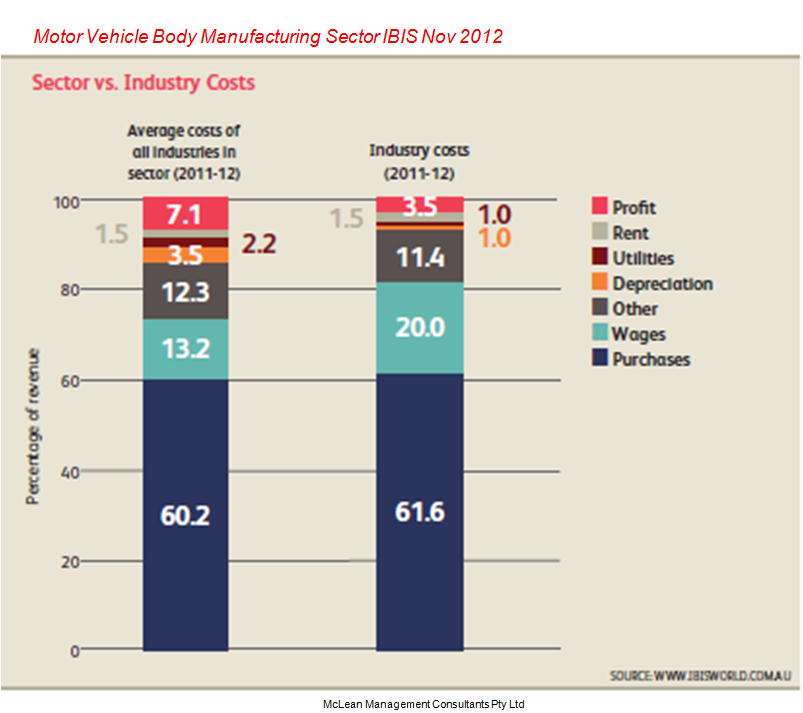 Motor Vehicle Body Manufacturing Sector IBIS Nov 2012
Sector vs. Industry Costs
Average costs of
all industries in
sector (2011-12)
Industry costs
(2011-12)
Percentage of revenue
100
80
60
40
20
0
7.1
1.5
2.2
3.5
12.3
13.2
60.2
3.5
1.5
1.0
1.0
11.4
20.0
61.6
Profit
Rent
Utilities
Depreciation
Other
Wages
Purchases
SOURCE: WWW.IBISWORLD.COM.AU
McLean Management Consultants Pty Ltd